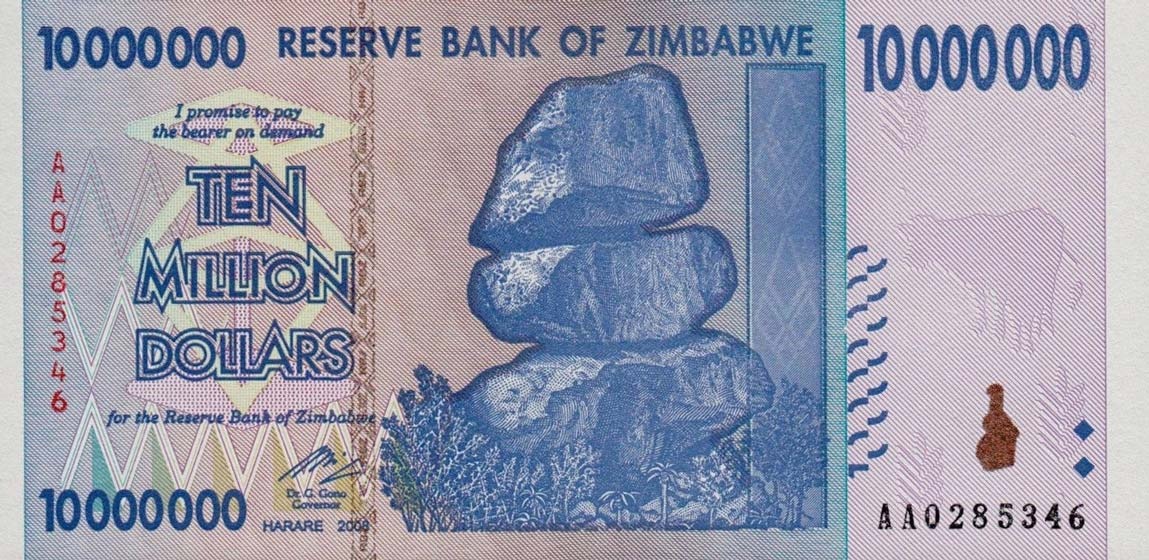 10000000 RESERVE BANK OF ZIMBABWE 10000000
I promise to pay
the bearer on demand
TEN
MILLION
DOLLARS
for the Reserve Bank of Zimbabwe
Dr. G. Gono
Governor
HARARE 2008
10000000
AA0285346
AA0285346